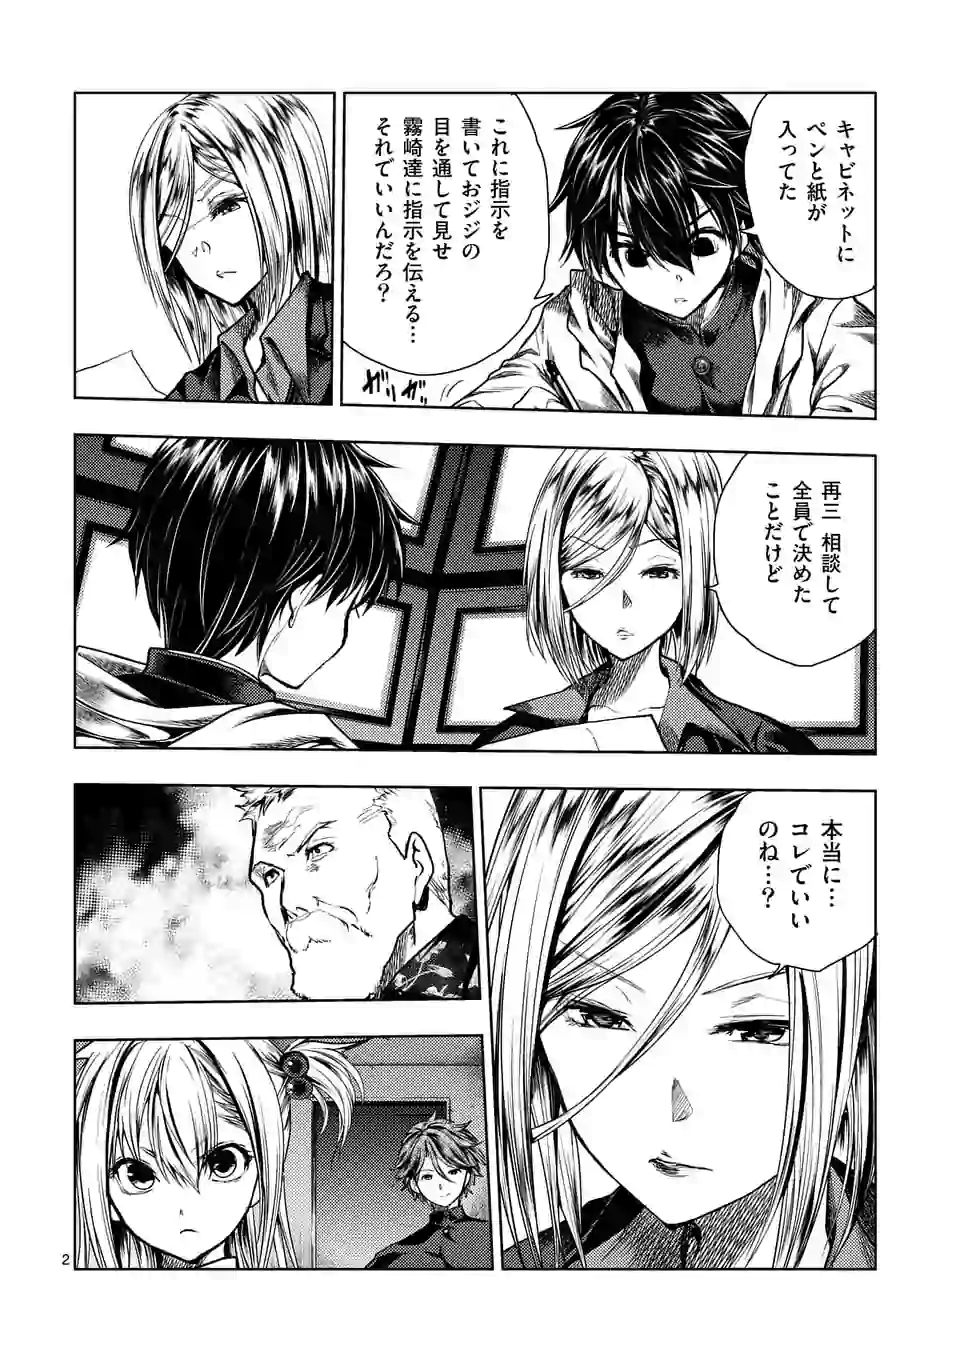 キャビネットに
ペンと紙が
入ってた
これに指示を
書いておジジの
目を通して見せ
霧崎達に指示を伝える…
それでいいんだろ?
ガリガガ
再三 相談して
全員で決めた
ことだけど
本当に…
コレでいい
のね…?
2